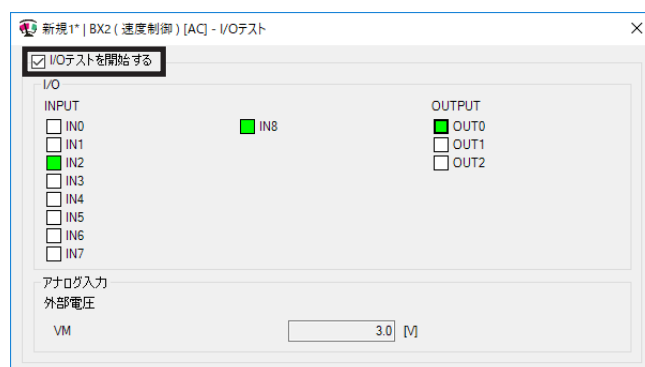 新規1* | BX2 ( 速度制御 ) [AC] - I/Oテスト
I/Oテストを開始する
I/O
INPUT
OUTPUT
IN0
IN8
OUT0
IN1
OUT1
IN2
OUT2
IN3
IN4
IN5
IN6
IN7
アナログ入力
外部電圧
VM
3.0 [V]